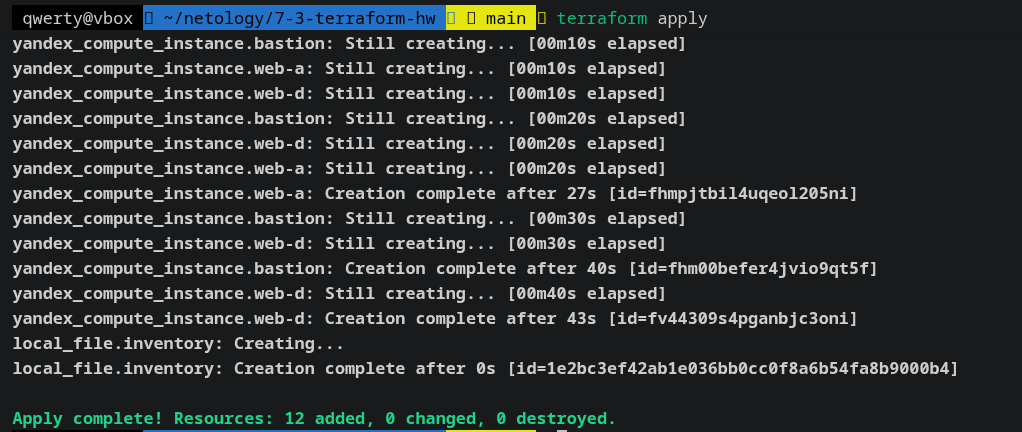 qwerty@vbox ~/netology/7-3-terraform-hw main terraform apply
yandex_compute_instance.bastion: Still creating... [00m10s elapsed]
yandex_compute_instance.web-a: Still creating... [00m10s elapsed]
yandex_compute_instance.web-d: Still creating... [00m10s elapsed]
yandex_compute_instance.bastion: Still creating... [00m20s elapsed]
yandex_compute_instance.web-d: Still creating... [00m20s elapsed]
yandex_compute_instance.web-a: Still creating... [00m20s elapsed]
yandex_compute_instance.web-a: Creation complete after 27s [id=fhmpjtbil4uqeol205ni]
yandex_compute_instance.bastion: Still creating... [00m30s elapsed]
yandex_compute_instance.web-d: Still creating... [00m30s elapsed]
yandex_compute_instance.bastion: Creation complete after 40s [id=fhm00befer4jvio9qt5f]
yandex_compute_instance.web-d: Still creating... [00m40s elapsed]
yandex_compute_instance.web-d: Creation complete after 43s [id=fv44309s4pganbjc3oni]
local_file.inventory: Creating...
local_file.inventory: Creation complete after 0s [id=1e2bc3ef42ab1e036bb0cc0f8a6b54fa8b9000b4]
Apply complete! Resources: 12 added, 0 changed, 0 destroyed.